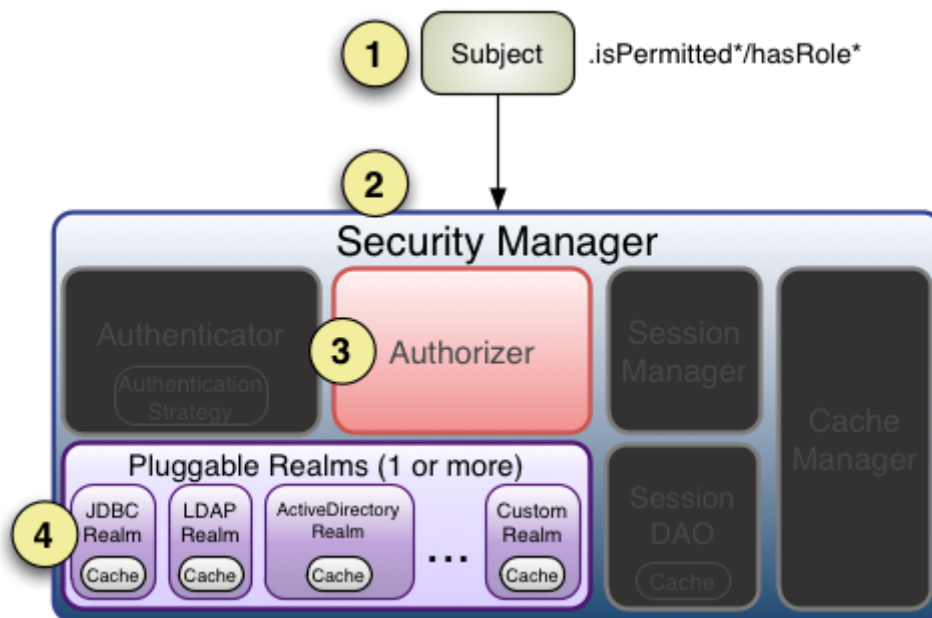 1
Subject
.isPermitted*/hasRole*
2
Security Manager
Authenticator
Authentication
Strategy
3
Authorizer
Session
Manager
Cache
Manager
Pluggable Realms (1 or more)
4
JDBC
Realm
Cache
LDAP
Realm
Cache
ActiveDirectory
Realm
Cache
...
Custom
Realm
Cache
Session
DAO
Cache